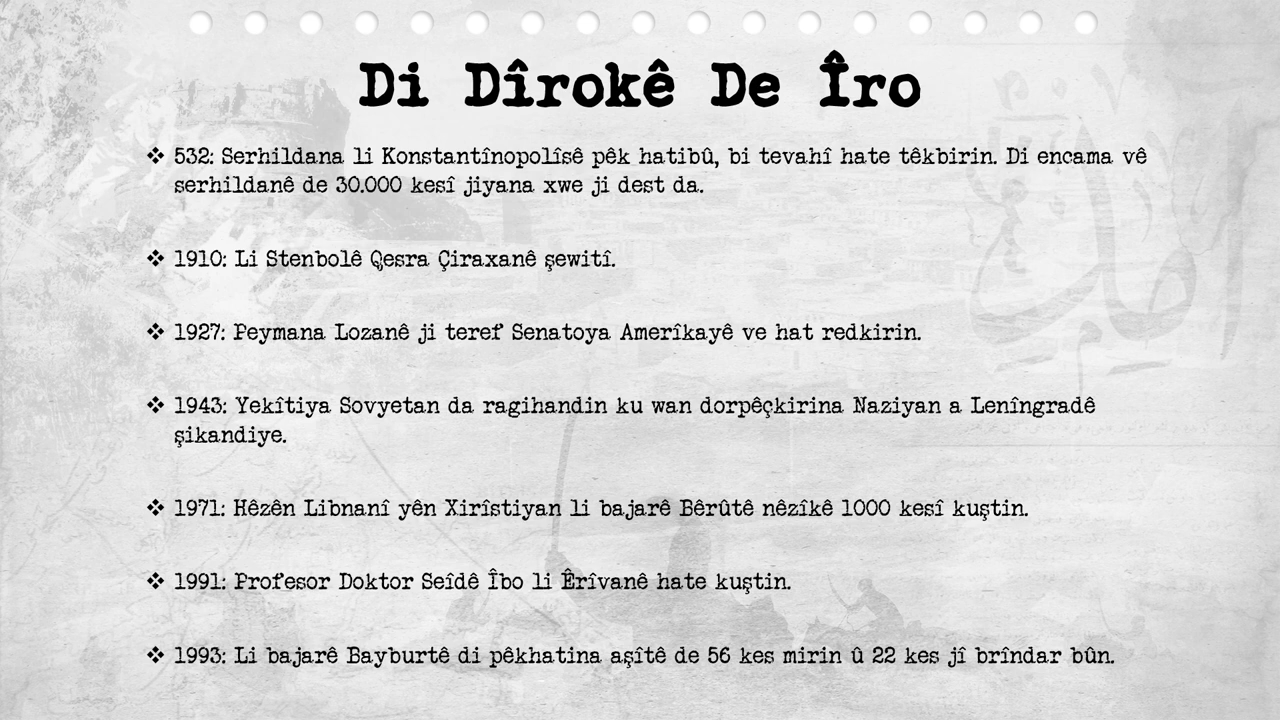 Di Dîrokê De Îro
❖ 532: Serhildana li Konstantînopolîsê pêk hatibû, bi tevahî hate têkbirin. Di encama vê
serhildanê de 30.000 kesî jiyana xwe ji dest da.
❖ 1910: Li Stenbolê Qesra Çiraxanê şewitî.
❖ 1927: Peymana Lozanê ji teref Senatoya Amerîkayê ve hat redkirin.
❖ 1943: Yekîtiya Sovyetan da ragihandin ku wan dorpêçkirina Naziyan a Lenîngradê
şikandiye.
❖ 1971: Hêzên Libnanî yên Xirîstiyan li bajarê Bêrûtê nêzîkê 1000 kesî kuştin.
❖ 1991: Profesor Doktor Seîdê Îbo li Êrîvanê hate kuştin.
❖ 1993: Li bajarê Bayburtê di pêkhatina aşîtê de 56 kes mirin û 22 kes jî brîndar bûn.